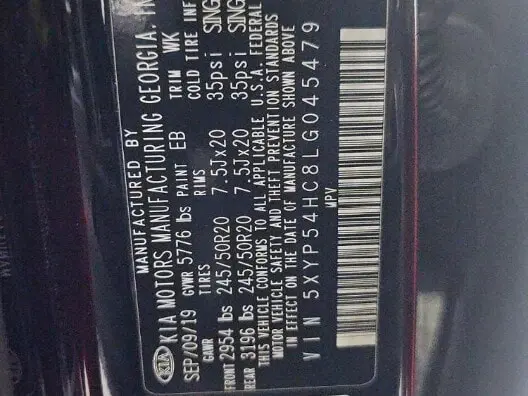 MANUFACTURED BY
KIA KIA MOTORS MANUFACTURING GEORGIA, IN
SEP/09/19 GVWR 5776 lbs PAINT EB TRIM WK
GAWR TIRES RIMS COLD TIRE INF
FRONT 2954 lbs 245/50R20 7.5Jx20 35psi SING
REAR 3196 lbs 245/50R20 7.5Jx20 35psi SING
THIS VEHICLE CONFORMS TO ALL APPLICABLE U.S.A. FEDERAL
MOTOR VEHICLE SAFETY AND THEFT PREVENTION STANDARDS
IN EFFECT ON THE DATE OF MANUFACTURE SHOWN ABOVE
VIN 5XYP54HC8LG045479
MPV